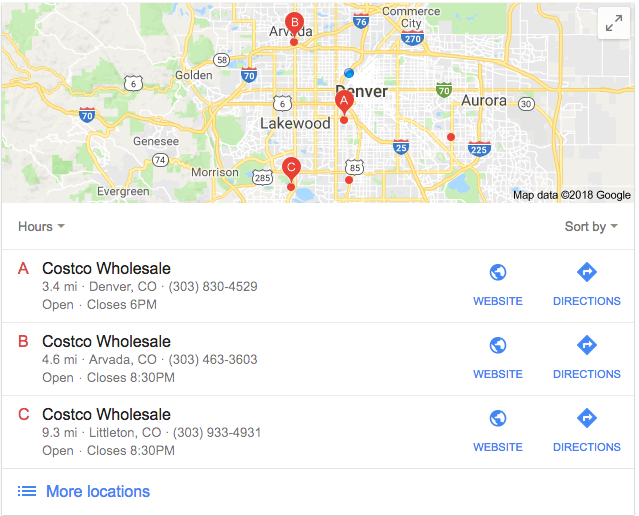 Commerce
City
B
Arvada
76
270
58
Golden
70
6
Denver
70
6
A
Aurora
30
70
Lakewood
Genesee
25
74
C
85
225
Morrison
285
Evergreen
Map data ©2018 Google
Hours
Sort by
A Costco Wholesale
3.4 mi · Denver, CO · (303) 830-4529
Open · Closes 6PM
WEBSITE DIRECTIONS
B Costco Wholesale
4.6 mi · Arvada, CO · (303) 463-3603
Open · Closes 8:30PM
WEBSITE DIRECTIONS
C Costco Wholesale
9.3 mi · Littleton, CO · (303) 933-4931
Open · Closes 8:30PM
WEBSITE DIRECTIONS
More locations